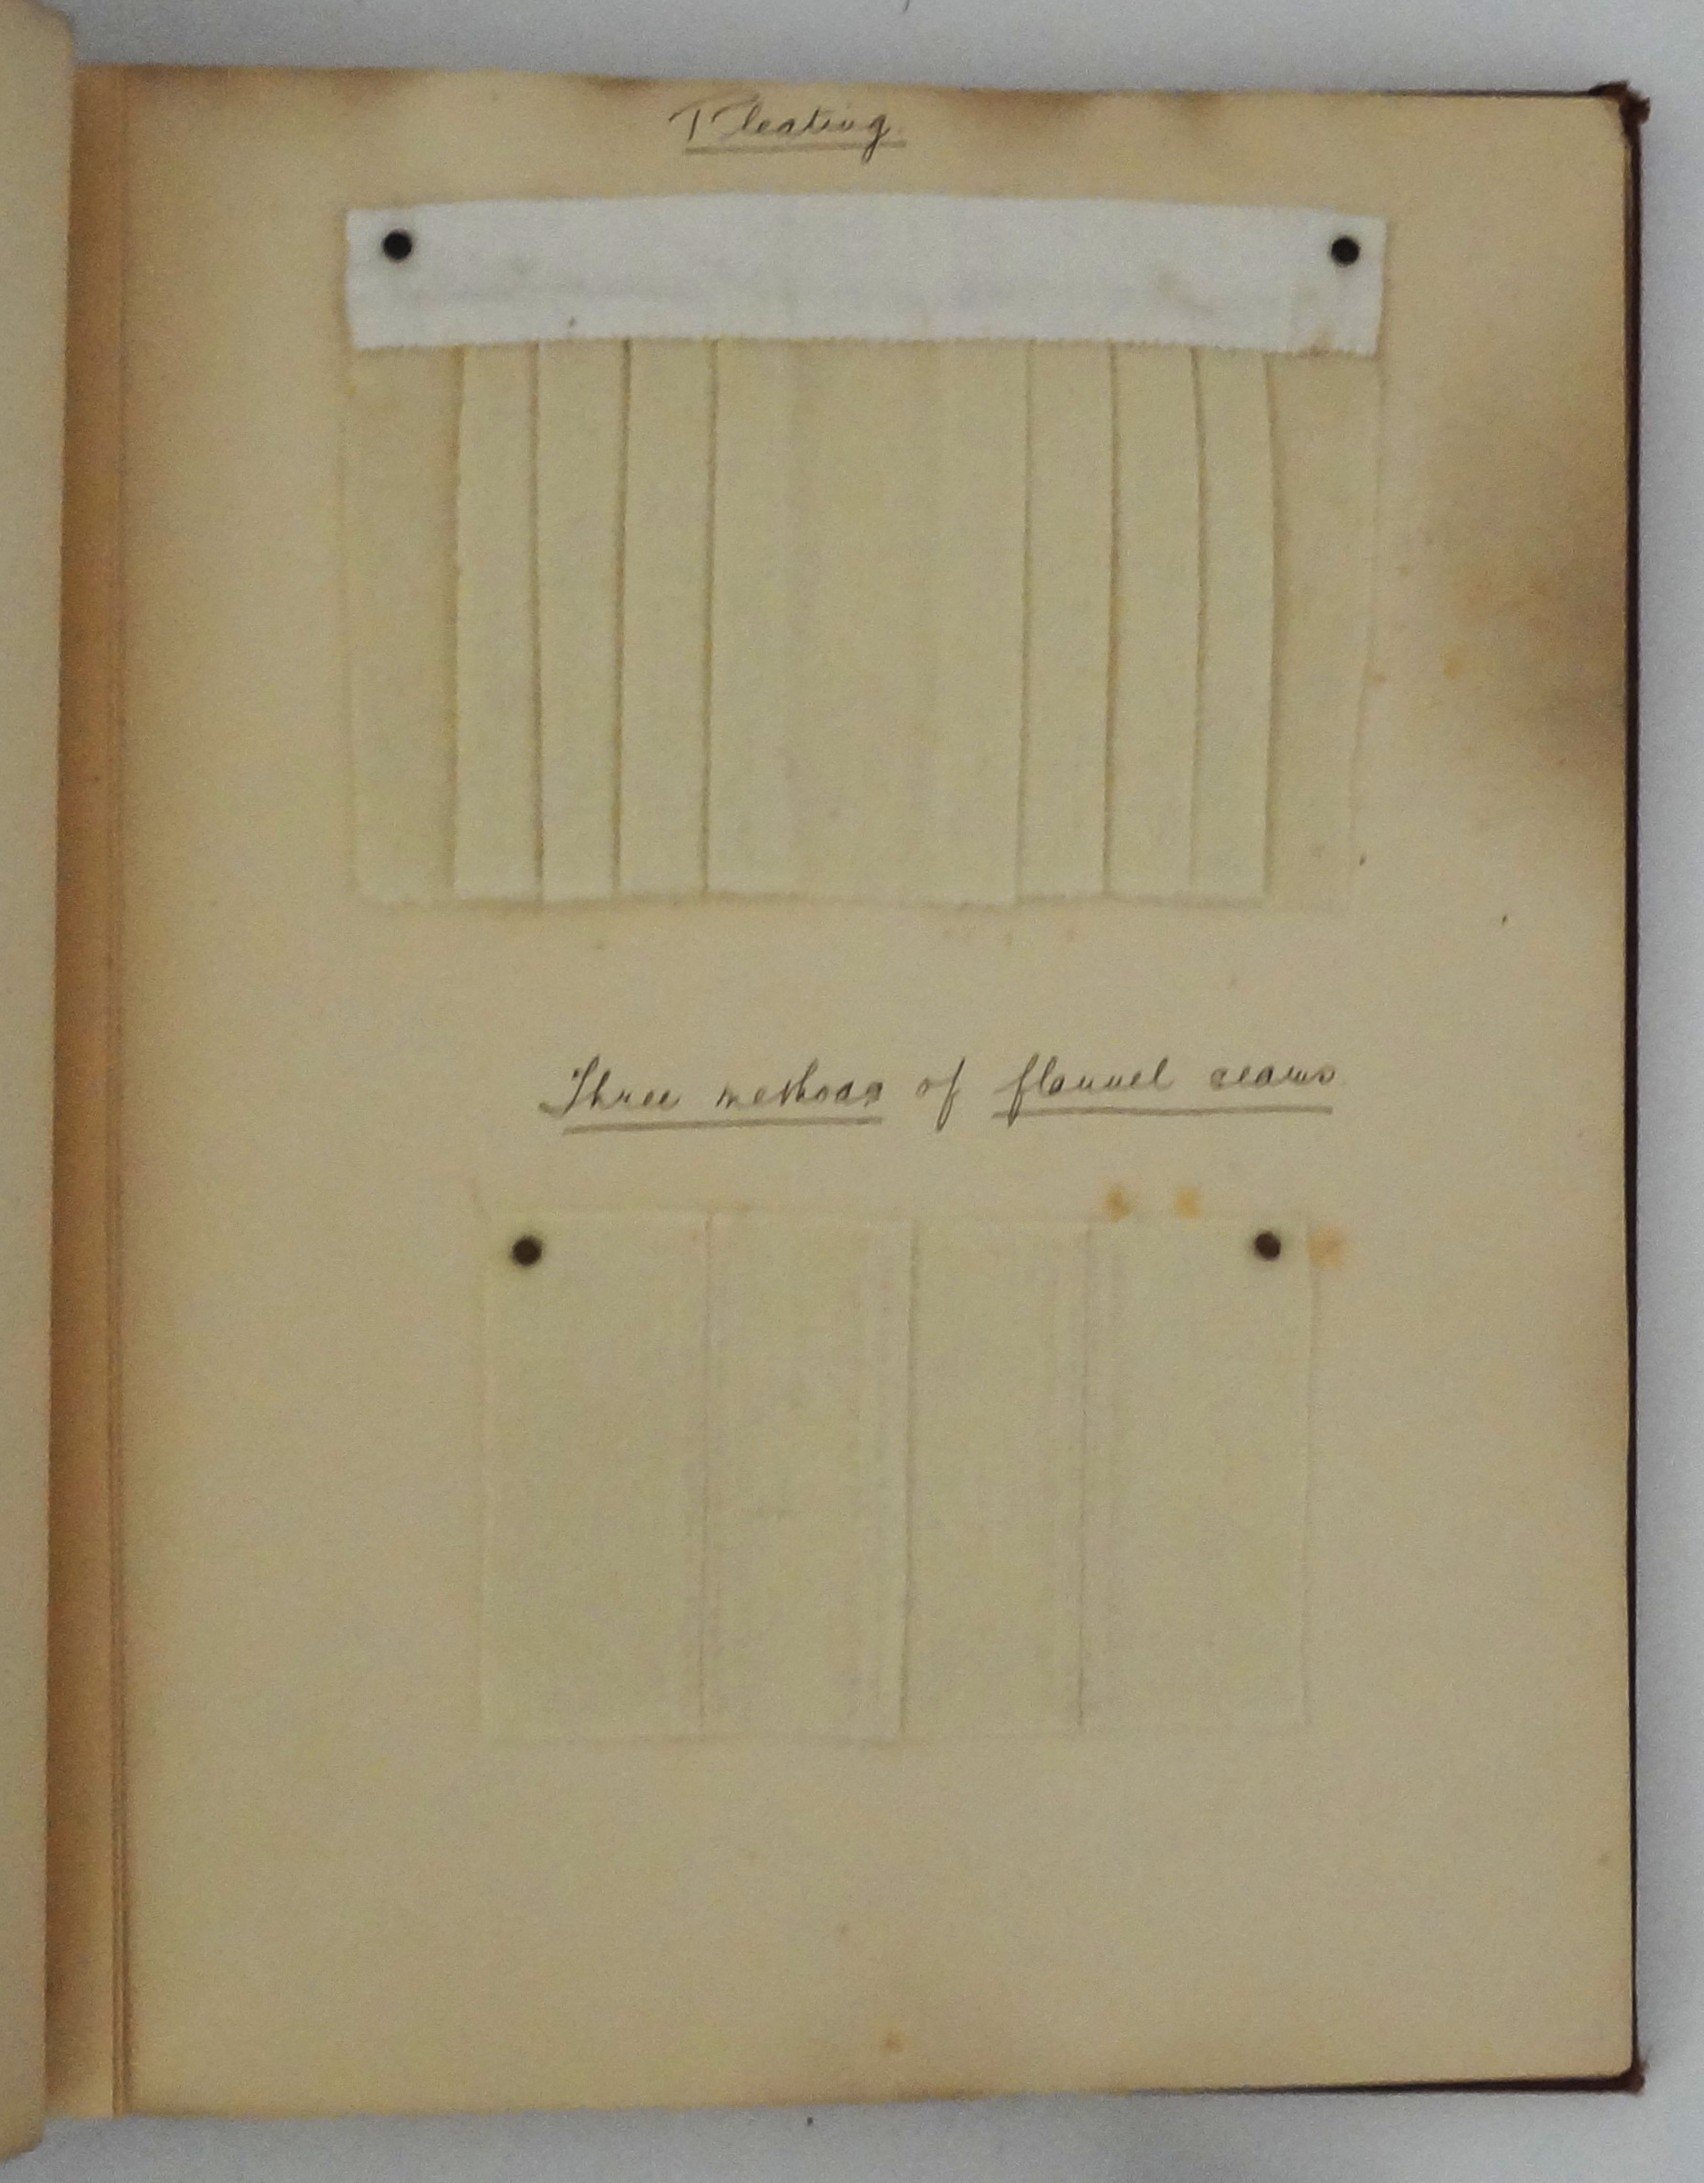 Pleating.
Three methods of flannel seams